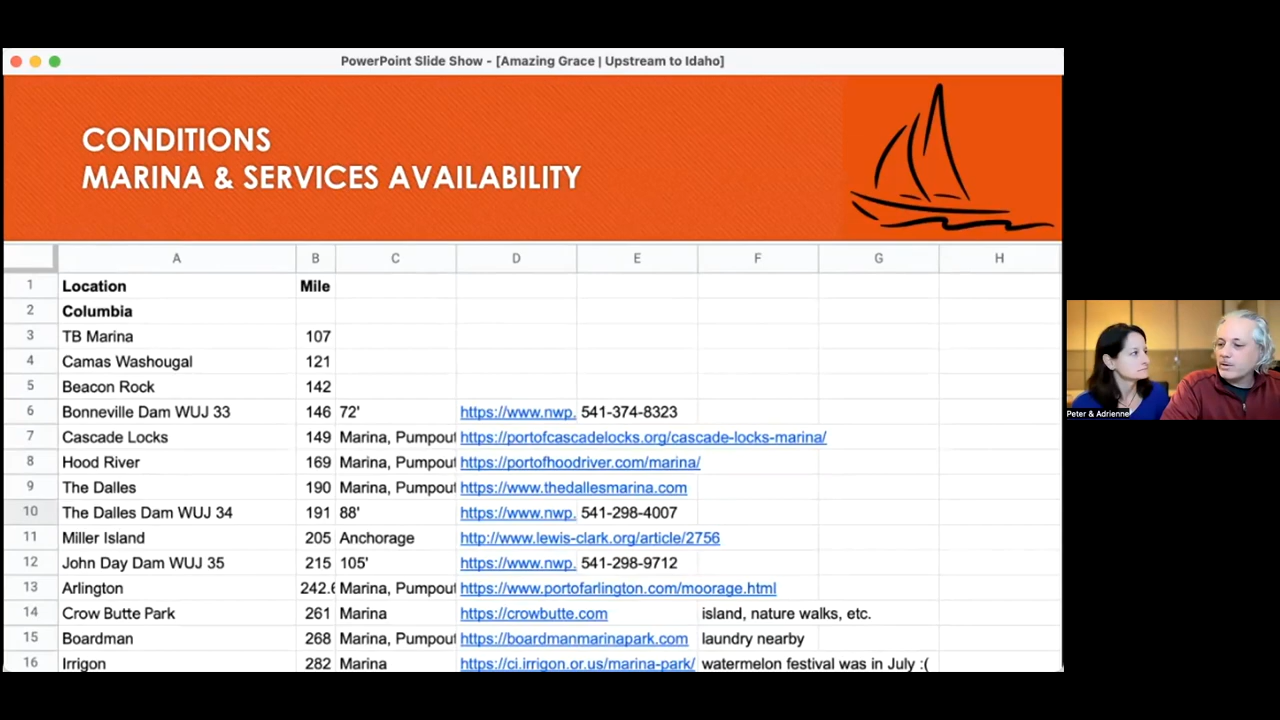 PowerPoint Slide Show - [Amazing Grace | Upstream to Idaho]
CONDITIONS
MARINA & SERVICES AVAILABILITY
A B C D E F G H
1 Location Mile
2 Columbia
3 TB Marina 107
4 Camas Washougal 121
5 Beacon Rock 142
6 Bonneville Dam WUJ 33 146 72' https://www.nwp. 541-374-8323
7 Cascade Locks 149 Marina, Pumpout https://portofcascadelocks.org/cascade-locks-marina/
8 Hood River 169 Marina, Pumpout https://portofhoodriver.com/marina/
9 The Dalles 190 Marina, Pumpout https://www.thedallesmarina.com
10 The Dalles Dam WUJ 34 191 88' https://www.nwp. 541-298-4007
11 Miller Island 205 Anchorage http://www.lewis-clark.org/article/2756
12 John Day Dam WUJ 35 215 105' https://www.nwp. 541-298-9712
13 Arlington 242.6 Marina, Pumpout https://www.portofarlington.com/moorage.html
14 Crow Butte Park 261 Marina https://crowbutte.com island, nature walks, etc.
15 Boardman 268 Marina, Pumpout https://boardmanmarinapark.com laundry nearby
16 Irrigon 282 Marina https://ci.irrigon.or.us/marina-park/ watermelon festival was in July :(
Peter & Adrienne